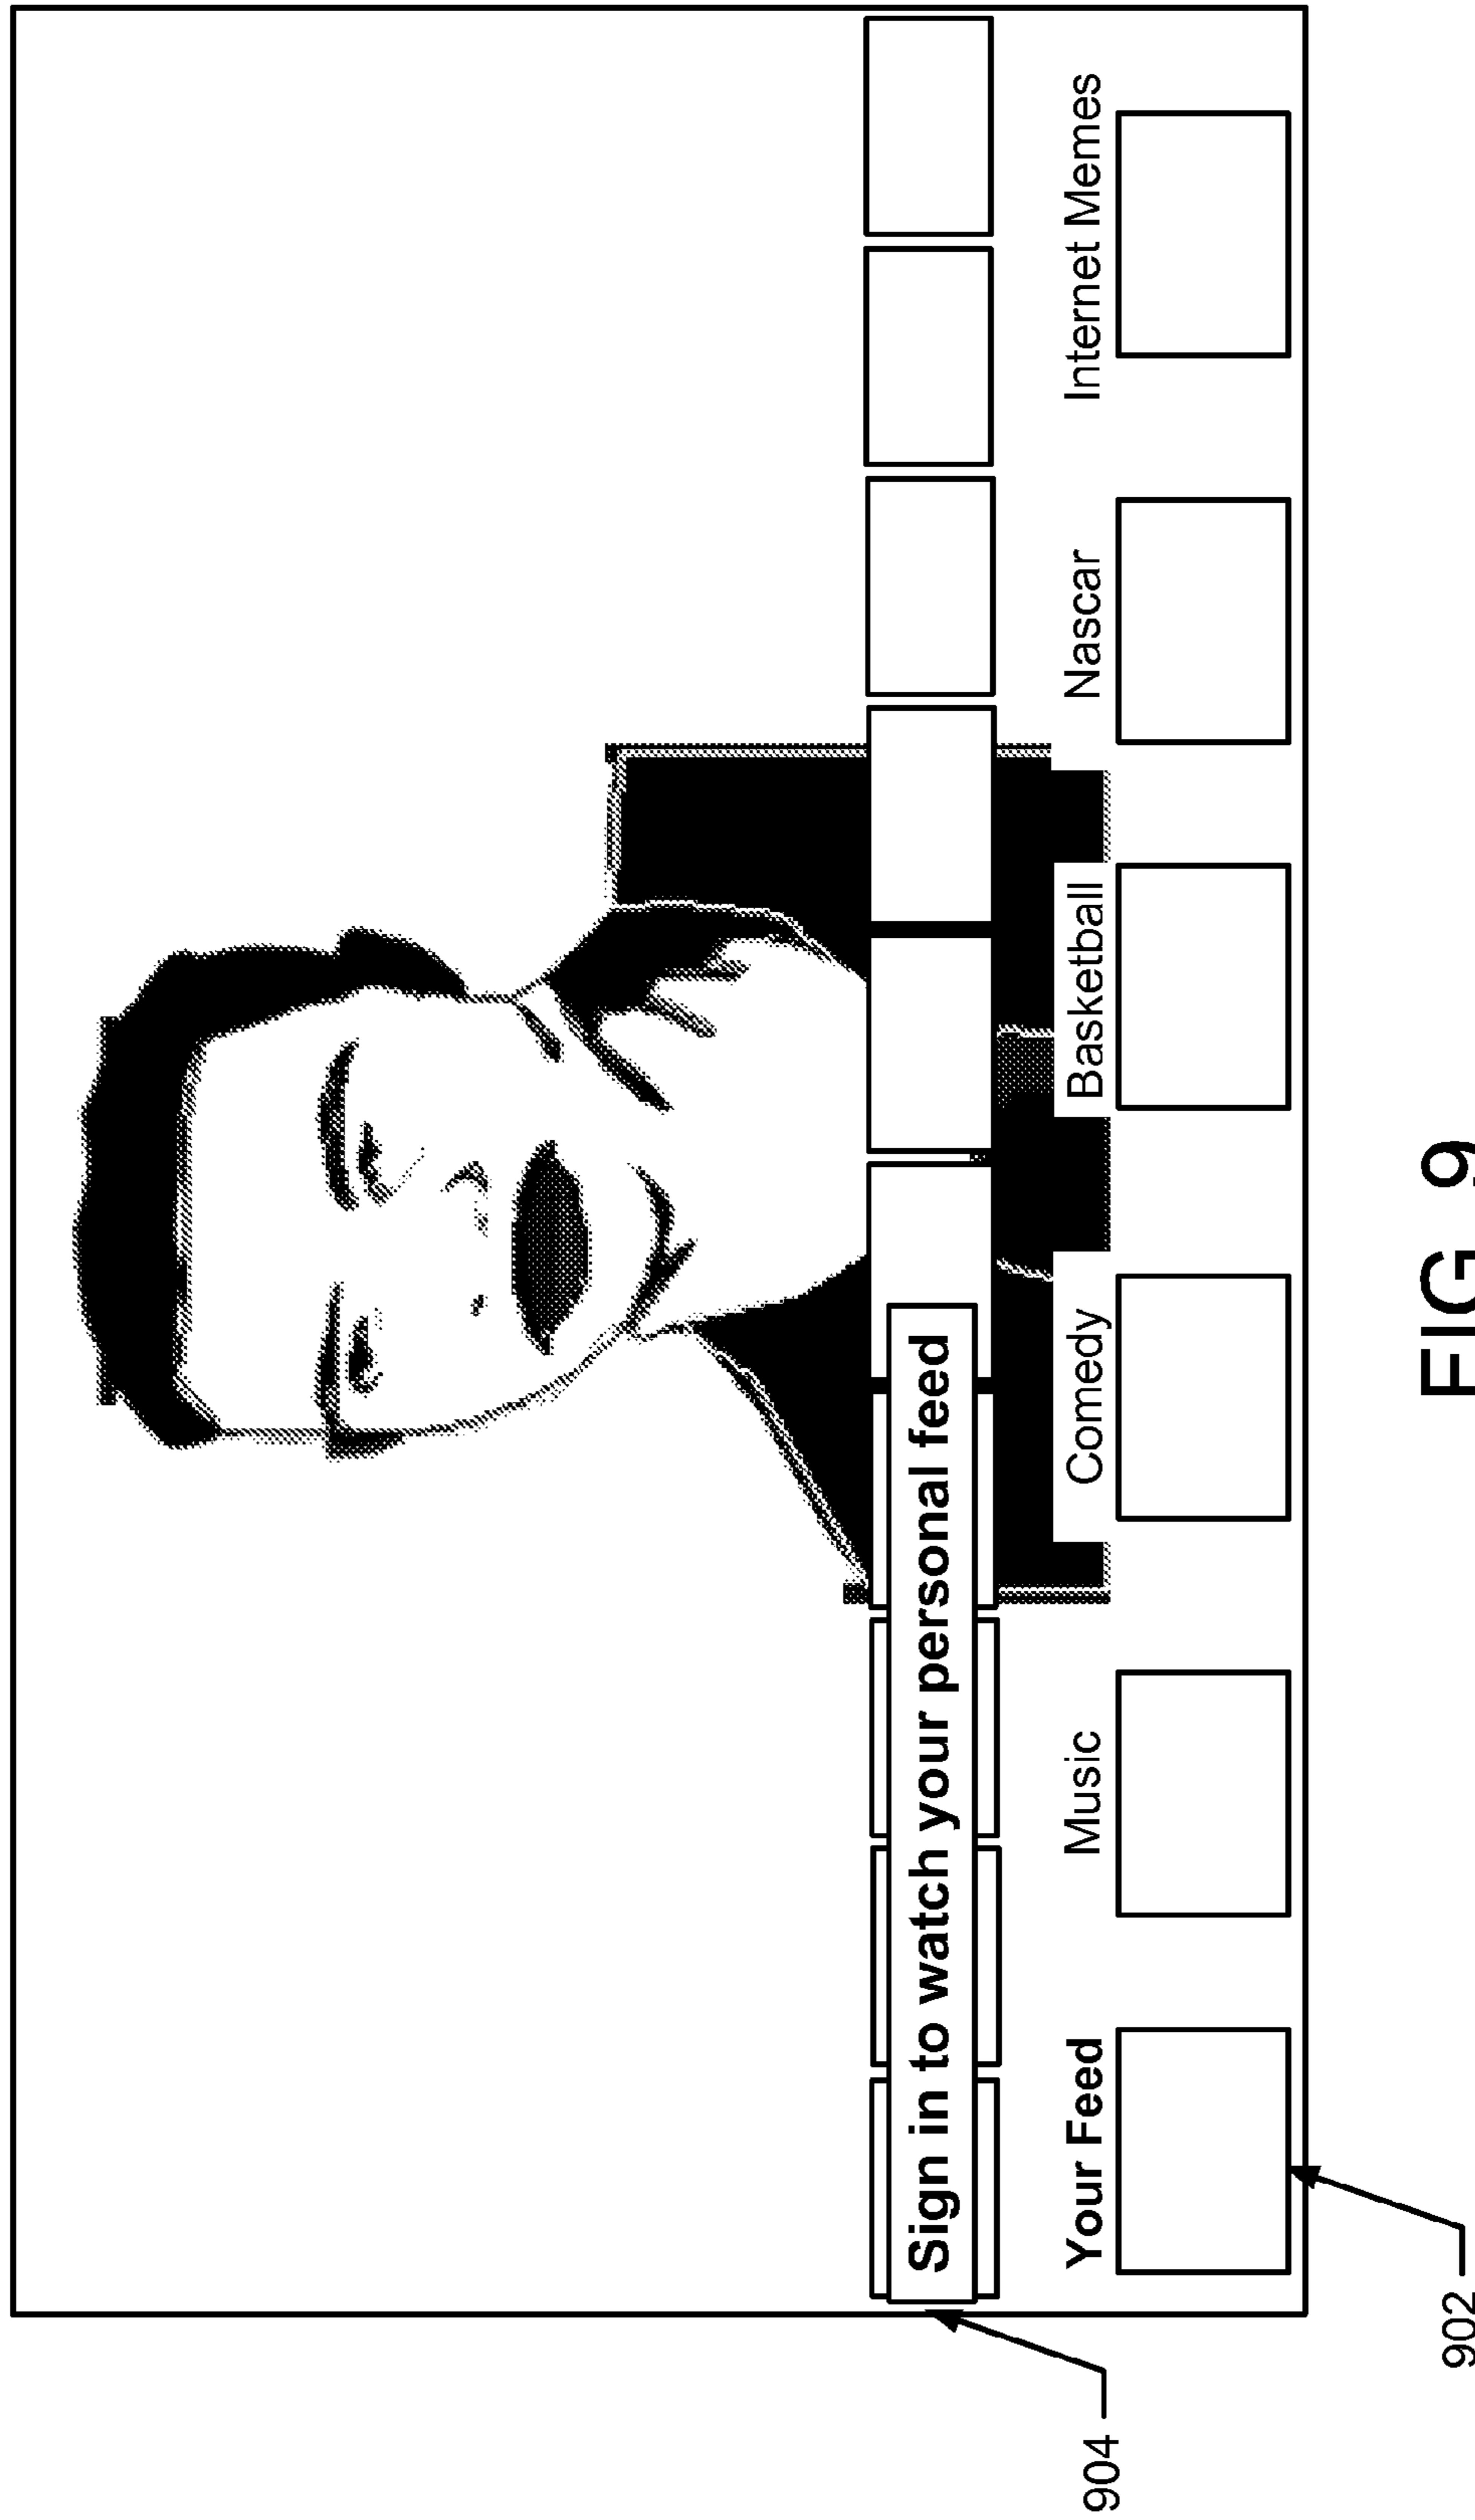 Sign in to watch your personal feed
Your Feed Music Comedy Basketball Nascar Internet Memes
904
902
FIG. 9